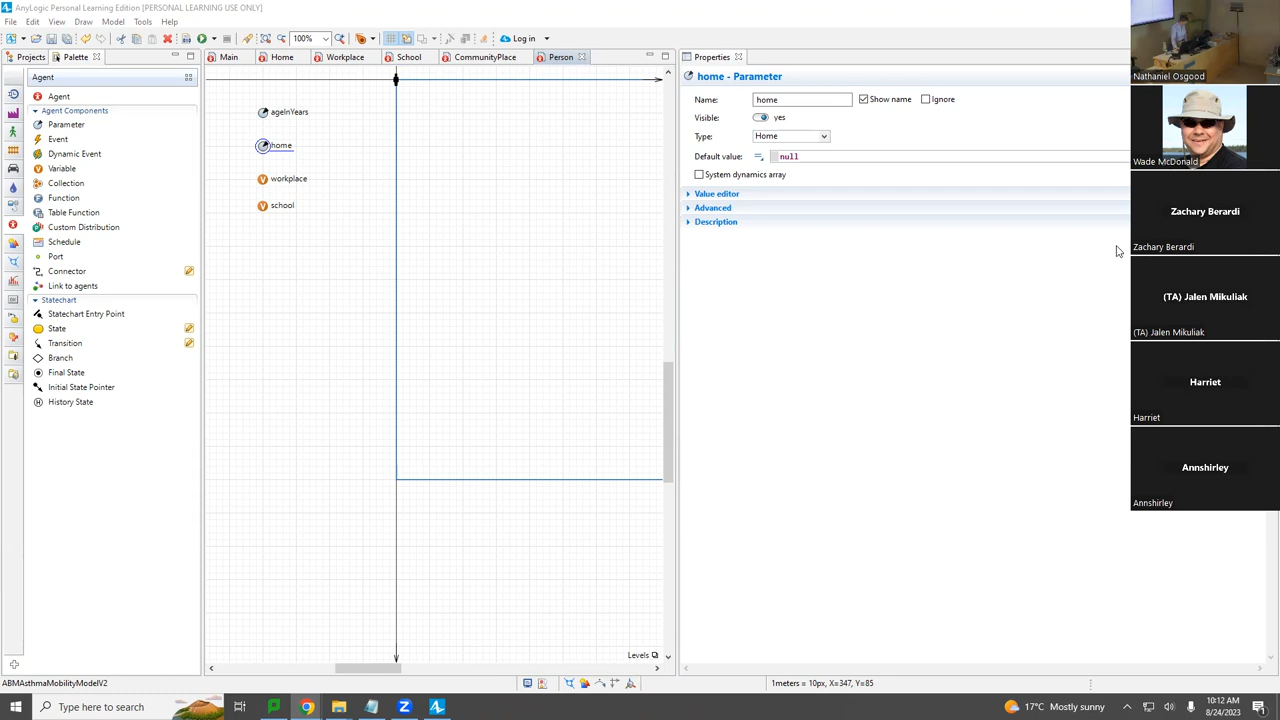 AnyLogic Personal Learning Edition [PERSONAL LEARNING USE ONLY]
File Edit View Draw Model Tools Help
100% Log in
Projects Palette Main Home Workplace School CommunityPlace Person Properties
Agent
Agent
Agent Components
Parameter
Event
Dynamic Event
Variable
Collection
Function
Table Function
Custom Distribution
Schedule
Port
Connector
Link to agents
Statechart
Statechart Entry Point
State
Transition
Branch
Final State
Initial State Pointer
History State
ageInYears
home
workplace
school
Levels
home - Parameter
Name: home Show name Ignore
Visible: yes
Type: Home
Default value: null
System dynamics array
Value editor
Advanced
Description
Nathaniel Osgood
Wade McDonald
Zachary Berardi
Zachary Berardi
(TA) Jalen Mikuliak
(TA) Jalen Mikuliak
Harriet
Harriet
Annshirley
Annshirley
ABMAsthmaMobilityModelV2
1meters = 10px, X=347, Y=85
Type here to search
17°C Mostly sunny
10:12 AM
8/24/2023
1